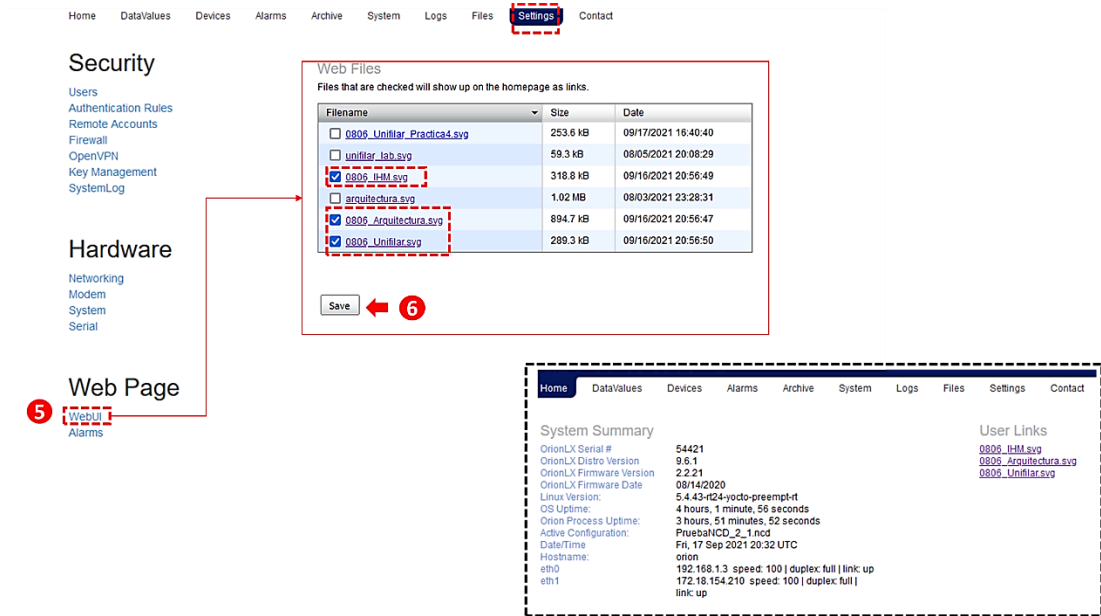 Home DataValues Devices Alarms Archive System Logs Files Settings Contact
Security
Users
Authentication Rules
Remote Accounts
Firewall
OpenVPN
Key Management
SystemLog
Hardware
Networking
Modem
System
Serial
Web Page
5 WebUI
Alarms
Web Files
Files that are checked will show up on the homepage as links.
Filename Size Date
0806_Unifilar_Practica4.svg 253.6 kB 09/17/2021 16:40:40
unifilar_lab.svg 59.3 kB 08/05/2021 20:08:29
0806_IHM.svg 318.8 kB 09/16/2021 20:56:49
arquitectura.svg 1.02 MB 08/03/2021 23:28:31
0806_Arquitectura.svg 894.7 kB 09/16/2021 20:56:47
0806_Unifilar.svg 289.3 kB 09/16/2021 20:56:50
Save 6
Home DataValues Devices Alarms Archive System Logs Files Settings Contact
System Summary
OrionLX Serial # 54421
OrionLX Distro Version 9.6.1
OrionLX Firmware Version 2.2.21
OrionLX Firmware Date 08/14/2020
Linux Version: 5.4.43-rt24-yocto-preempt-rt
OS Uptime: 4 hours, 1 minute, 56 seconds
Orion Process Uptime: 3 hours, 51 minutes, 52 seconds
Active Configuration: PruebaNCD_2_1.ncd
Date/Time Fri, 17 Sep 2021 20:32 UTC
Hostname: orion
eth0 192.168.1.3 speed: 100 | duplex: full | link: up
eth1 172.18.154.210 speed: 100 | duplex: full |
link: up
User Links
0806_IHM.svg
0806_Arquitectura.svg
0806_Unifilar.svg